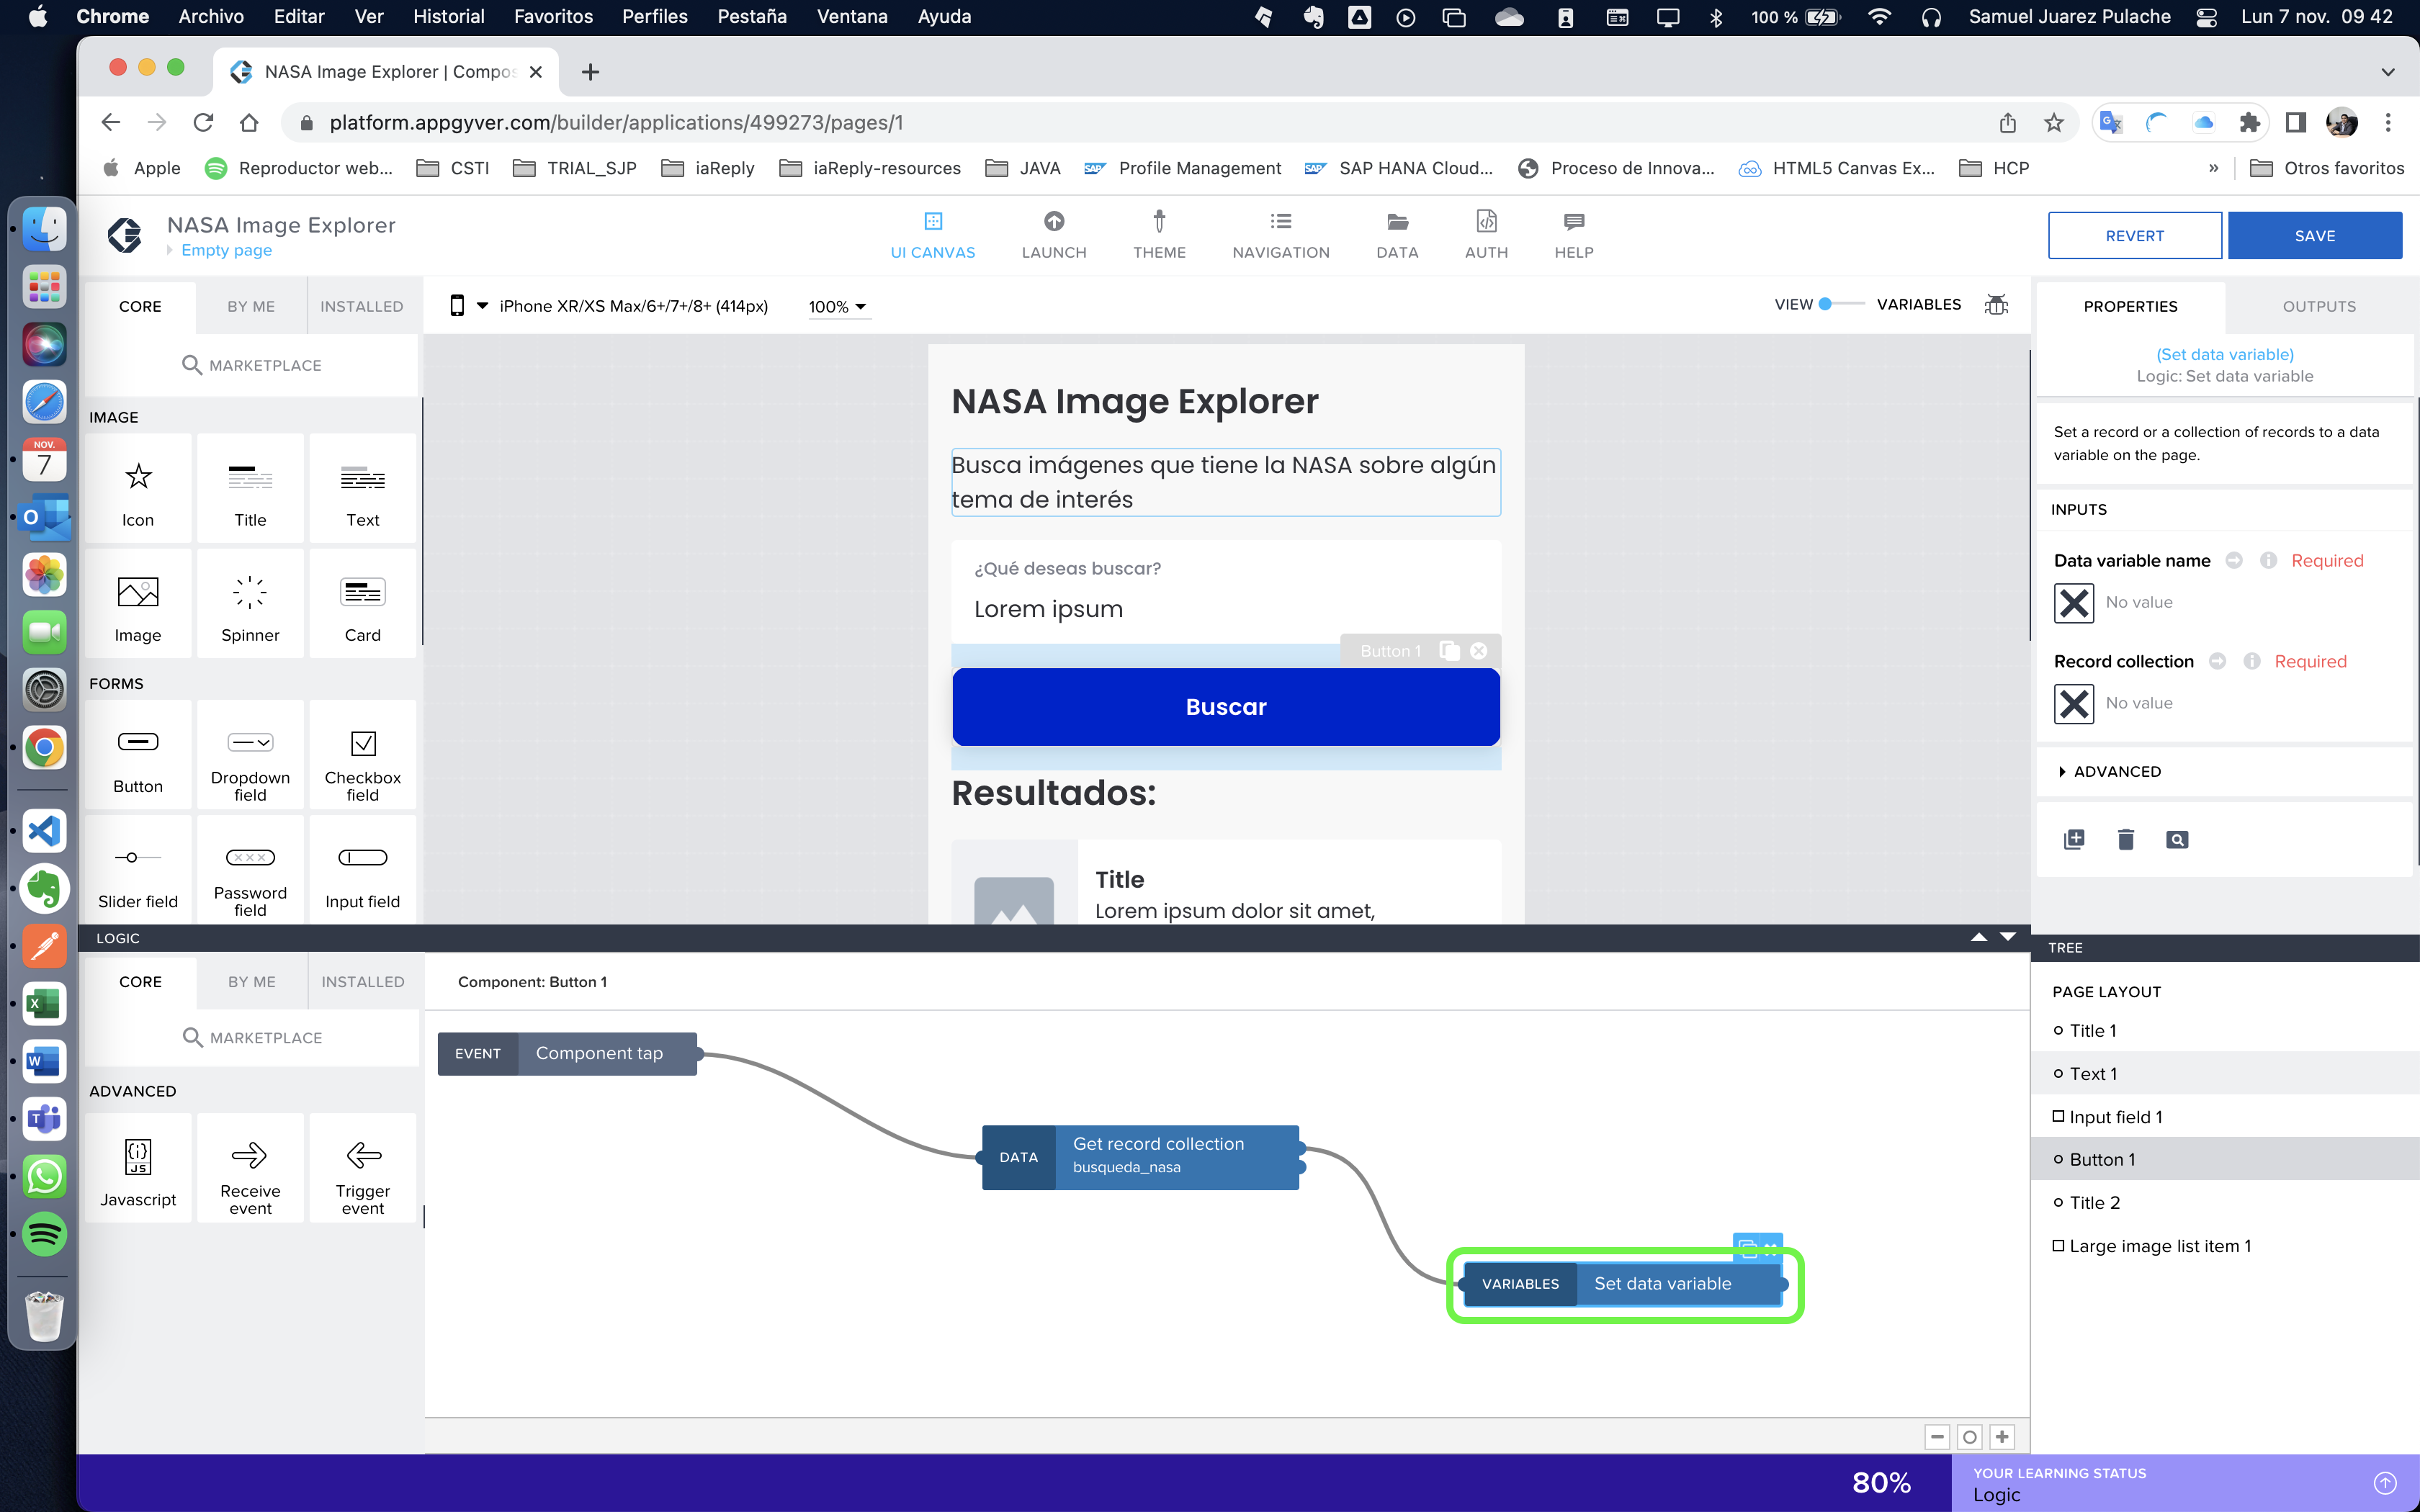 Chrome Archivo Editar Ver Historial Favoritos Perfiles Pestaña Ventana Ayuda
100 % Samuel Juarez Pulache Lun 7 nov. 09 42
NASA Image Explorer | Compos
platform.appgyver.com/builder/applications/499273/pages/1
Apple Reproductor web... CSTI TRIAL_SJP iaReply iaReply-resources JAVA Profile Management SAP HANA Cloud... Proceso de Innova... HTML5 Canvas Ex... HCP » Otros favoritos
NASA Image Explorer
Empty page
UI CANVAS LAUNCH THEME NAVIGATION DATA AUTH HELP
REVERT SAVE
CORE BY ME INSTALLED
MARKETPLACE
IMAGE
Icon Title Text
Image Spinner Card
FORMS
Button Dropdown field Checkbox field
Slider field Password field Input field
iPhone XR/XS Max/6+/7+/8+ (414px) 100%
VIEW VARIABLES
NASA Image Explorer
Busca imágenes que tiene la NASA sobre algún
tema de interés
¿Qué deseas buscar?
Lorem ipsum
Button 1
Buscar
Resultados:
Title
Lorem ipsum dolor sit amet,
PROPERTIES OUTPUTS
(Set data variable)
Logic: Set data variable
Set a record or a collection of records to a data
variable on the page.
INPUTS
Data variable name Required
No value
Record collection Required
No value
ADVANCED
LOGIC
CORE BY ME INSTALLED
MARKETPLACE
ADVANCED
JS
Javascript Receive event Trigger event
Component: Button 1
EVENT Component tap
DATA Get record collection
busqueda_nasa
VARIABLES Set data variable
TREE
PAGE LAYOUT
Title 1
Text 1
Input field 1
Button 1
Title 2
Large image list item 1
80%
YOUR LEARNING STATUS
Logic
NOV.
7